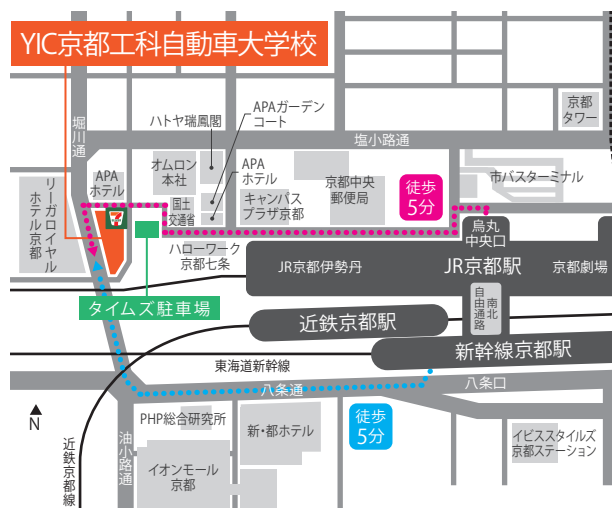 YIC京都工科自動車大学校
京都
タワー
堀川通
ハトヤ瑞鳳閣
APAガーデン
コート
塩小路通
リーガロイヤル
ホテル京都
APA
ホテル
オムロン
本社
APA
ホテル
国土
交通省
キャンパス
プラザ京都
京都中央
郵便局
徒歩
5分
市バスターミナル
7
烏丸
中央口
ハローワーク
京都七条
JR京都伊勢丹
JR京都駅
京都劇場
タイムズ駐車場
南北
自由通路
近鉄京都駅
新幹線京都駅
東海道新幹線
八条通
八条口
N
PHP総合研究所
油小路通
新・都ホテル
徒歩
5分
イビススタイルズ
京都ステーション
近鉄京都線
イオンモール
京都